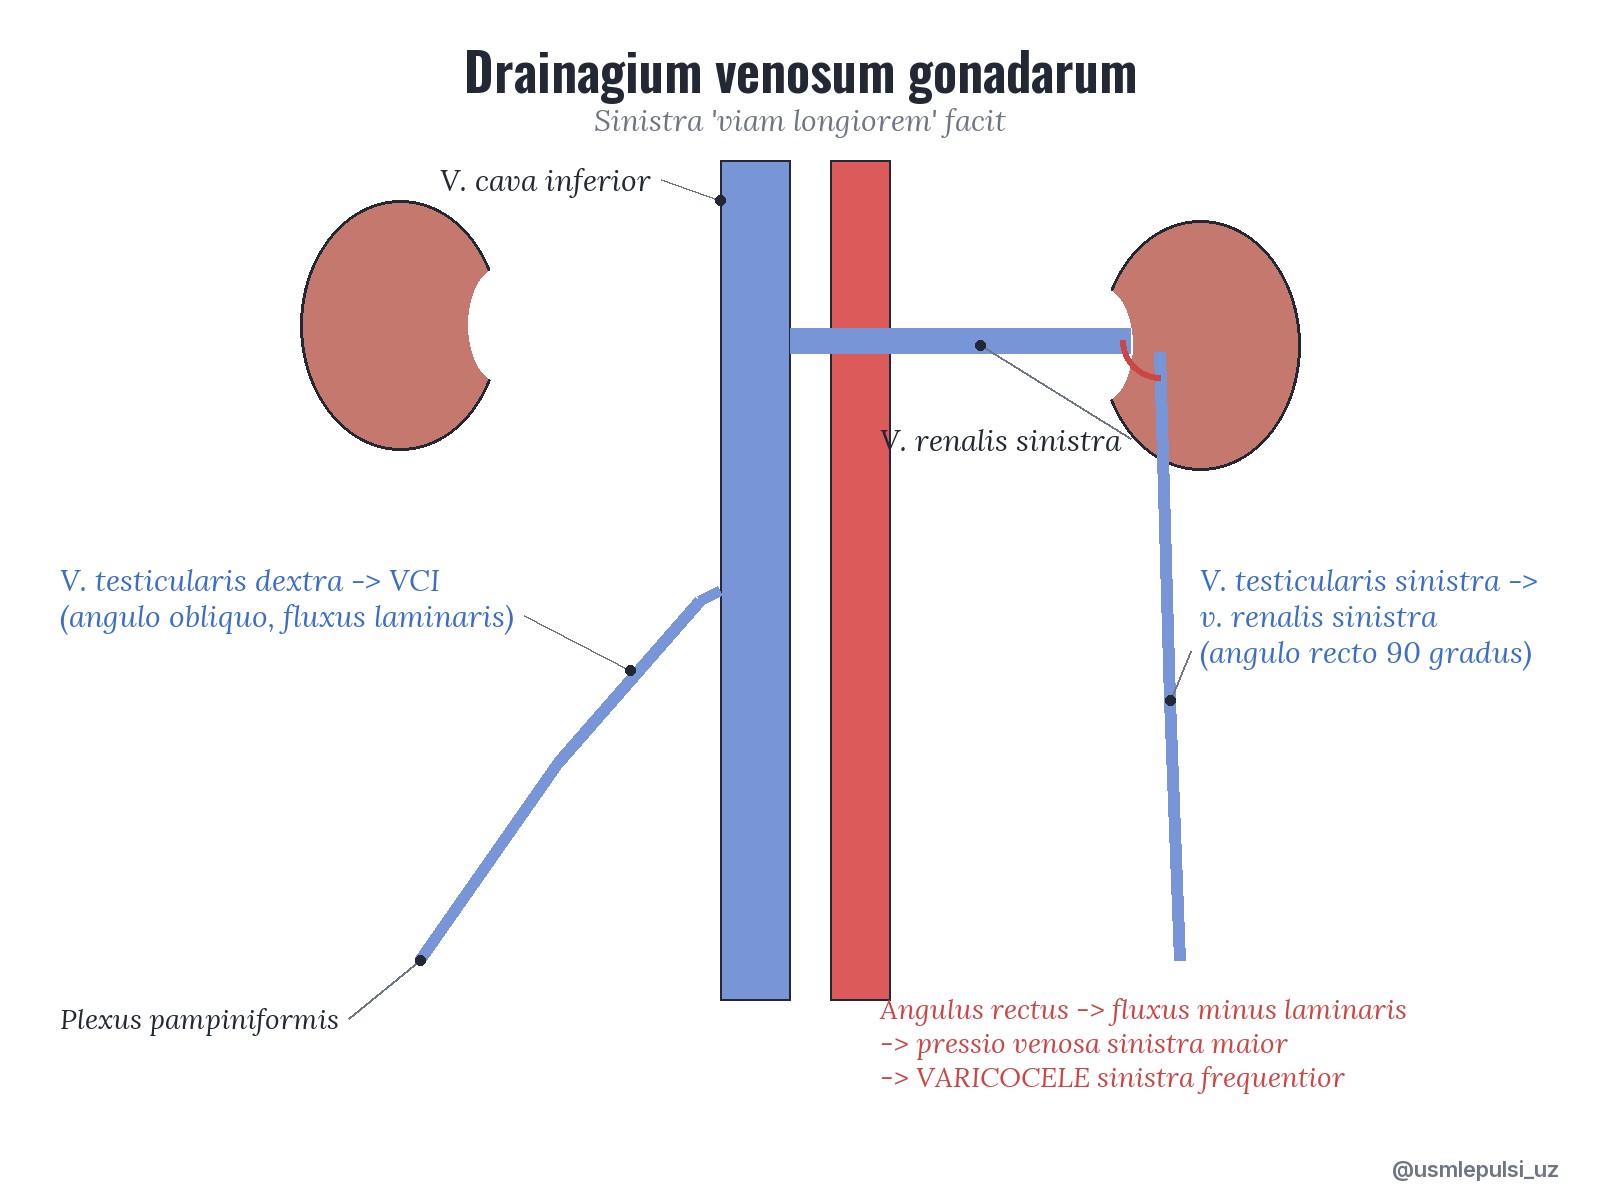 Drainagium venosum gonadarum
Sinistra 'viam longiorem' facit
V. cava inferior
V. renalis sinistra
V. testicularis dextra -> VCI
(angulo obliquo, fluxus laminaris)
V. testicularis sinistra ->
v. renalis sinistra
(angulo recto 90 gradus)
Plexus pampiniformis
Angulus rectus -> fluxus minus laminaris
-> pressio venosa sinistra maior
-> VARICOCELE sinistra frequentior
@usmlepulsi_uz